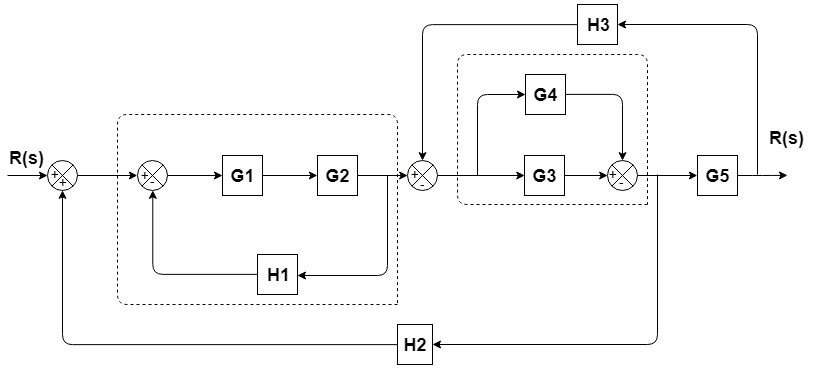 H3
G4
R(s)
R(s)
+
+
+
-
G1
G2
+
-
G3
+
-
G5
H1
H2